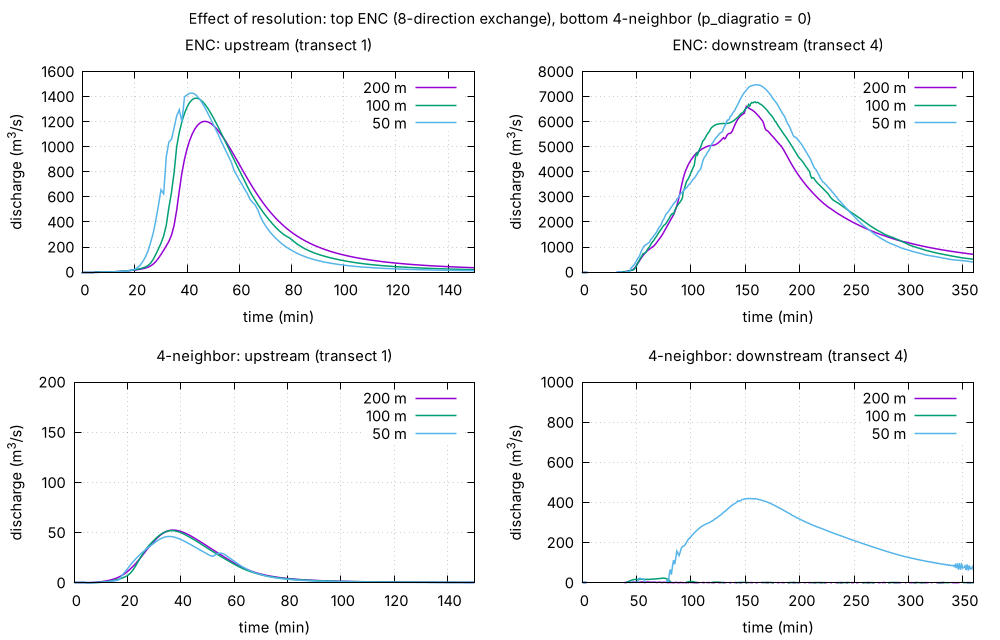 Effect of resolution: top ENC (8-direction exchange), bottom 4-neighbor (p_diagratio = 0)
ENC: upstream (transect 1)
discharge (m³/s)
1600
1400
1200
1000
800
600
400
200
0
200 m
100 m
50 m
0 20 40 60 80 100 120 140
time (min)
ENC: downstream (transect 4)
discharge (m³/s)
8000
7000
6000
5000
4000
3000
2000
1000
0
200 m
100 m
50 m
0 50 100 150 200 250 300 350
time (min)
4-neighbor: upstream (transect 1)
discharge (m³/s)
200
150
100
50
0
200 m
100 m
50 m
0 20 40 60 80 100 120 140
time (min)
4-neighbor: downstream (transect 4)
discharge (m³/s)
1000
800
600
400
200
0
200 m
100 m
50 m
0 50 100 150 200 250 300 350
time (min)